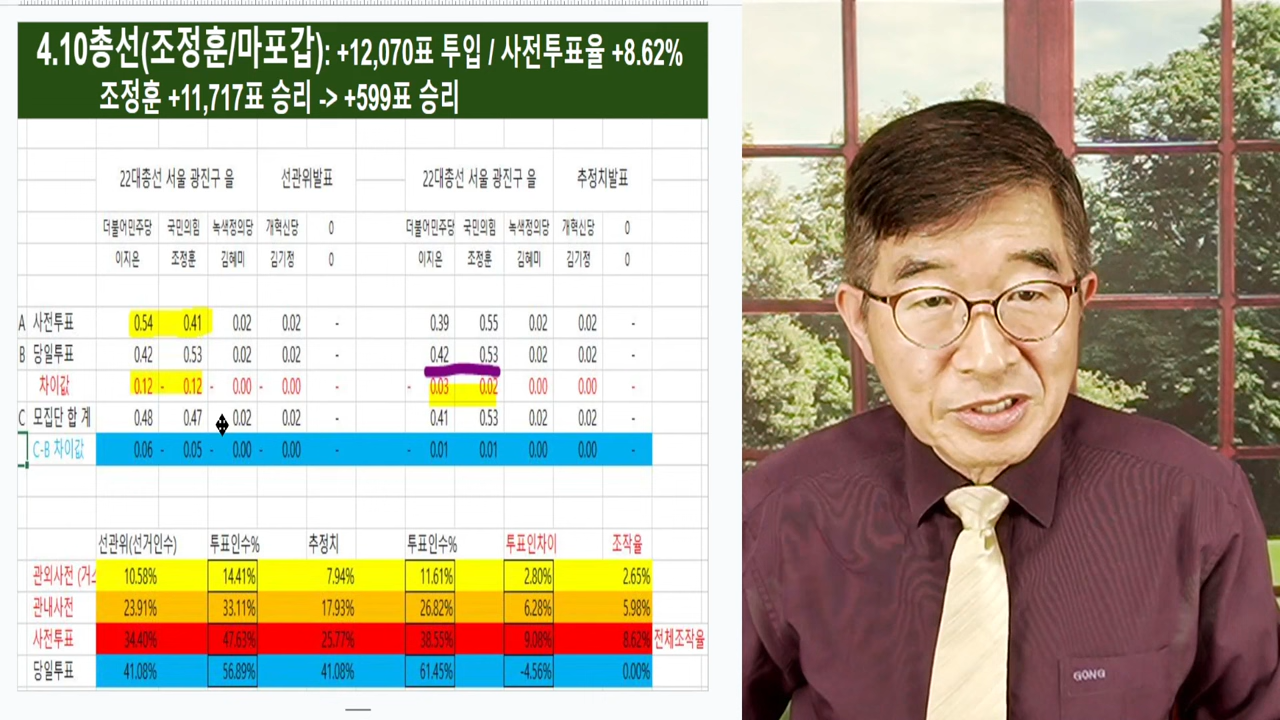 4.10총선(조정훈/마포갑): +12,070표 투입 / 사전투표율 +8.62%
조정훈 +11,717표 승리 -> +599표 승리
22대총선 서울 광진구 을 선관위발표 22대총선 서울 광진구 을 추정치발표
더불어민주당 국민의힘 녹색정의당 개혁신당 0 더불어민주당 국민의힘 녹색정의당 개혁신당 0
이지은 조정훈 김혜미 김기정 0 이지은 조정훈 김혜미 김기정 0
A 사전투표 0.54 0.41 0.02 0.02 - 0.39 0.55 0.02 0.02 -
B 당일투표 0.42 0.53 0.02 0.02 - 0.42 0.53 0.02 0.02 -
차이값 0.12 - 0.12 - 0.00 - 0.00 - - 0.03 0.02 0.00 0.00 -
C 모집단 합 계 0.48 0.47 0.02 0.02 - 0.41 0.53 0.02 0.02 -
C-B 차이값 0.06 - 0.05 - 0.00 - 0.00 - - 0.01 0.01 0.00 0.00 -
선관위(선거인수) 투표인수% 추정치 투표인수% 투표인차이 조작율
관외사전 10.58% 14.41% 7.94% 11.61% 2.80% 2.65%
관내사전 23.91% 33.11% 17.93% 26.82% 6.28% 5.98%
사전투표 34.40% 47.63% 25.77% 38.55% 9.08% 8.62% 전체조작율
당일투표 41.08% 56.89% 41.08% 61.45% -4.56% 0.00%
GONG